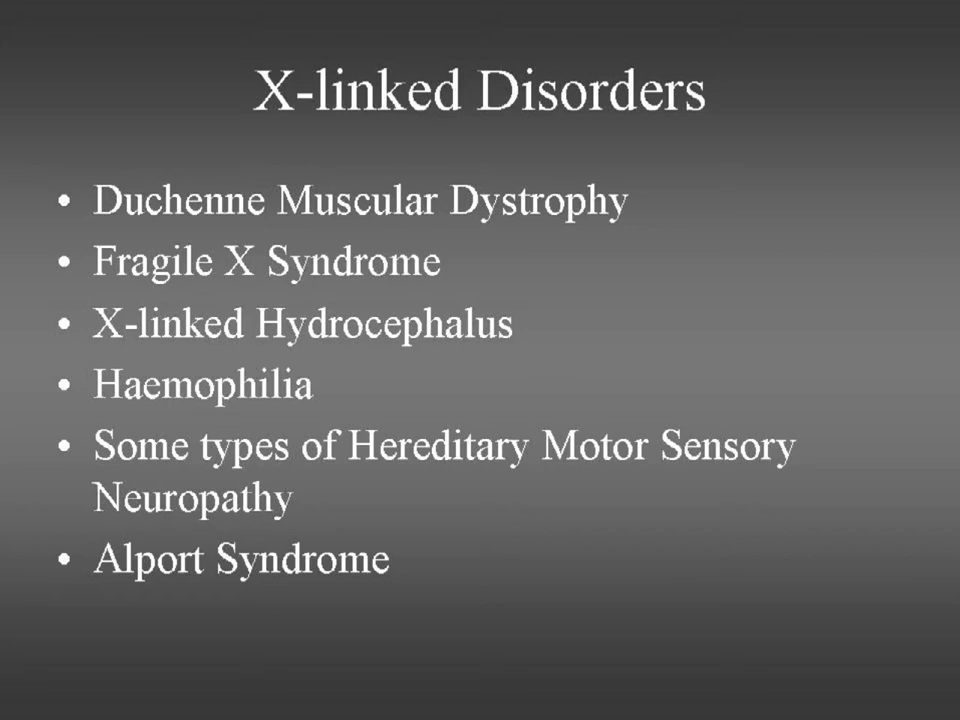 X-linked Disorders
• Duchenne Muscular Dystrophy
• Fragile X Syndrome
• X-linked Hydrocephalus
• Haemophilia
• Some types of Hereditary Motor Sensory
Neuropathy
• Alport Syndrome